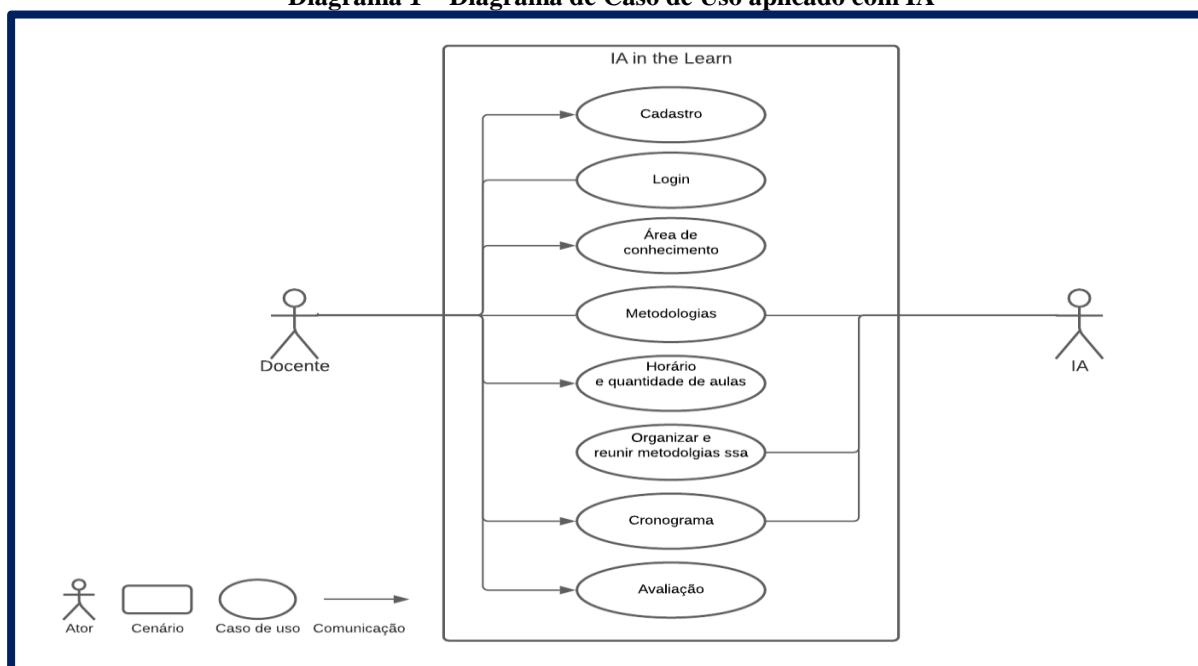 Diagrama 1 – Diagrama de Caso de Uso aplicado com IA
IA in the Learn
Cadastro
Login
Área de
conhecimento
Metodologias
Horário
e quantidade de aulas
Organizar e
reunir metodolgias ssa
Cronograma
Avaliação
Docente
IA
Ator
Cenário
Caso de uso
Comunicação